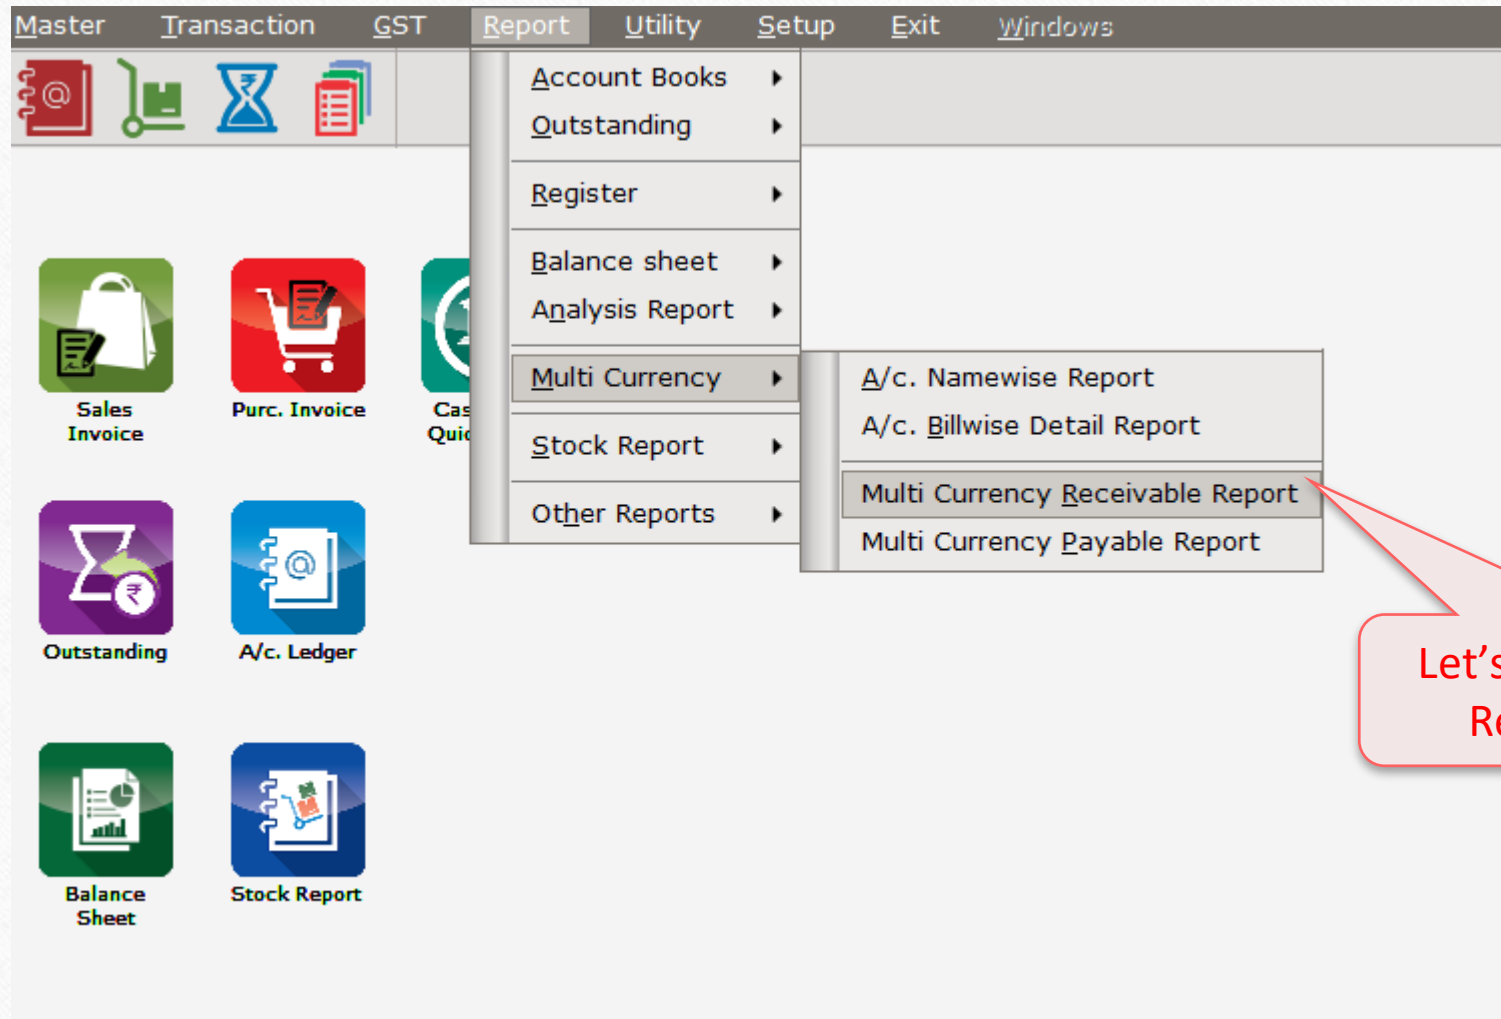 Master Transaction GST Report Utility Setup Exit Windows
Account Books
Outstanding
Register
Balance sheet
Analysis Report
Multi Currency
Stock Report
Other Reports
A/c. Namewise Report
A/c. Billwise Detail Report
Multi Currency Receivable Report
Multi Currency Payable Report
Sales
Invoice
Purc. Invoice
Outstanding
A/c. Ledger
Balance
Sheet
Stock Report
Let’s